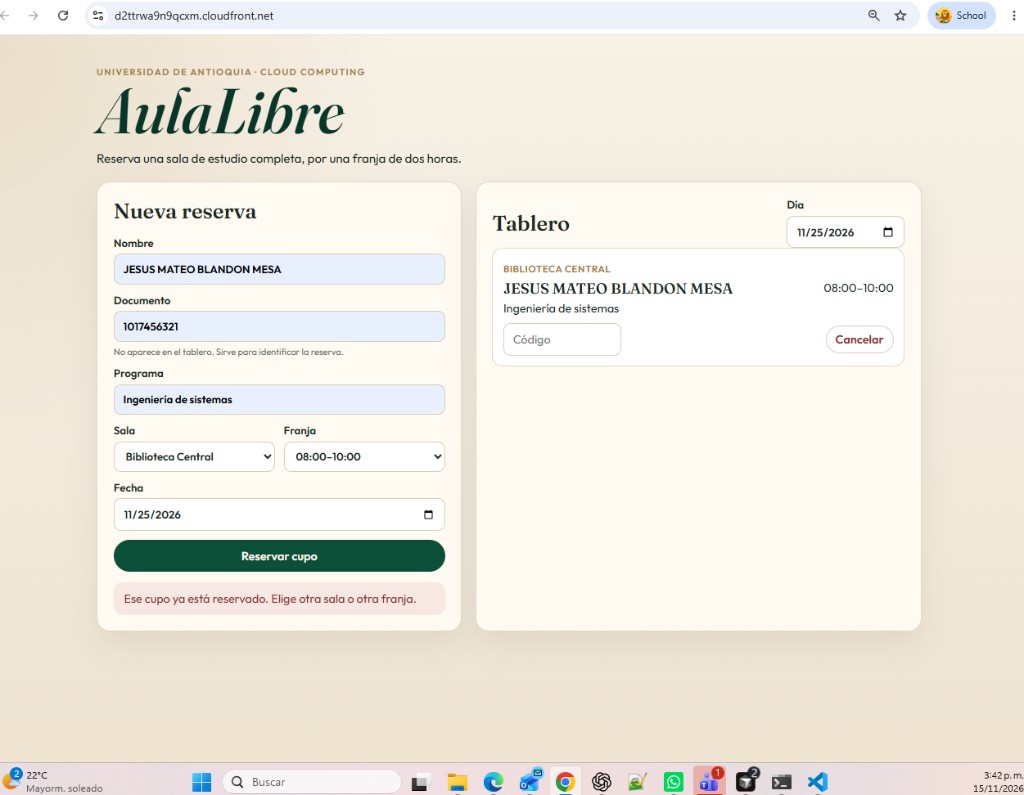 d2ttrwa9n9qcxm.cloudfront.net
School
UNIVERSIDAD DE ANTIOQUIA · CLOUD COMPUTING
AulaLibre
Reserva una sala de estudio completa, por una franja de dos horas.
Nueva reserva
Nombre
JESUS MATEO BLANDON MESA
Documento
1017456321
No aparece en el tablero. Sirve para identificar la reserva.
Programa
Ingeniería de sistemas
Sala Franja
Biblioteca Central 08:00–10:00
Fecha
11/25/2026
Reservar cupo
Ese cupo ya está reservado. Elige otra sala o otra franja.
Tablero
Día
11/25/2026
BIBLIOTECA CENTRAL
JESUS MATEO BLANDON MESA 08:00–10:00
Ingeniería de sistemas
Código Cancelar
2
22°C
Mayorm. soleado
Buscar
1
2
3:42 p. m.
15/11/2026